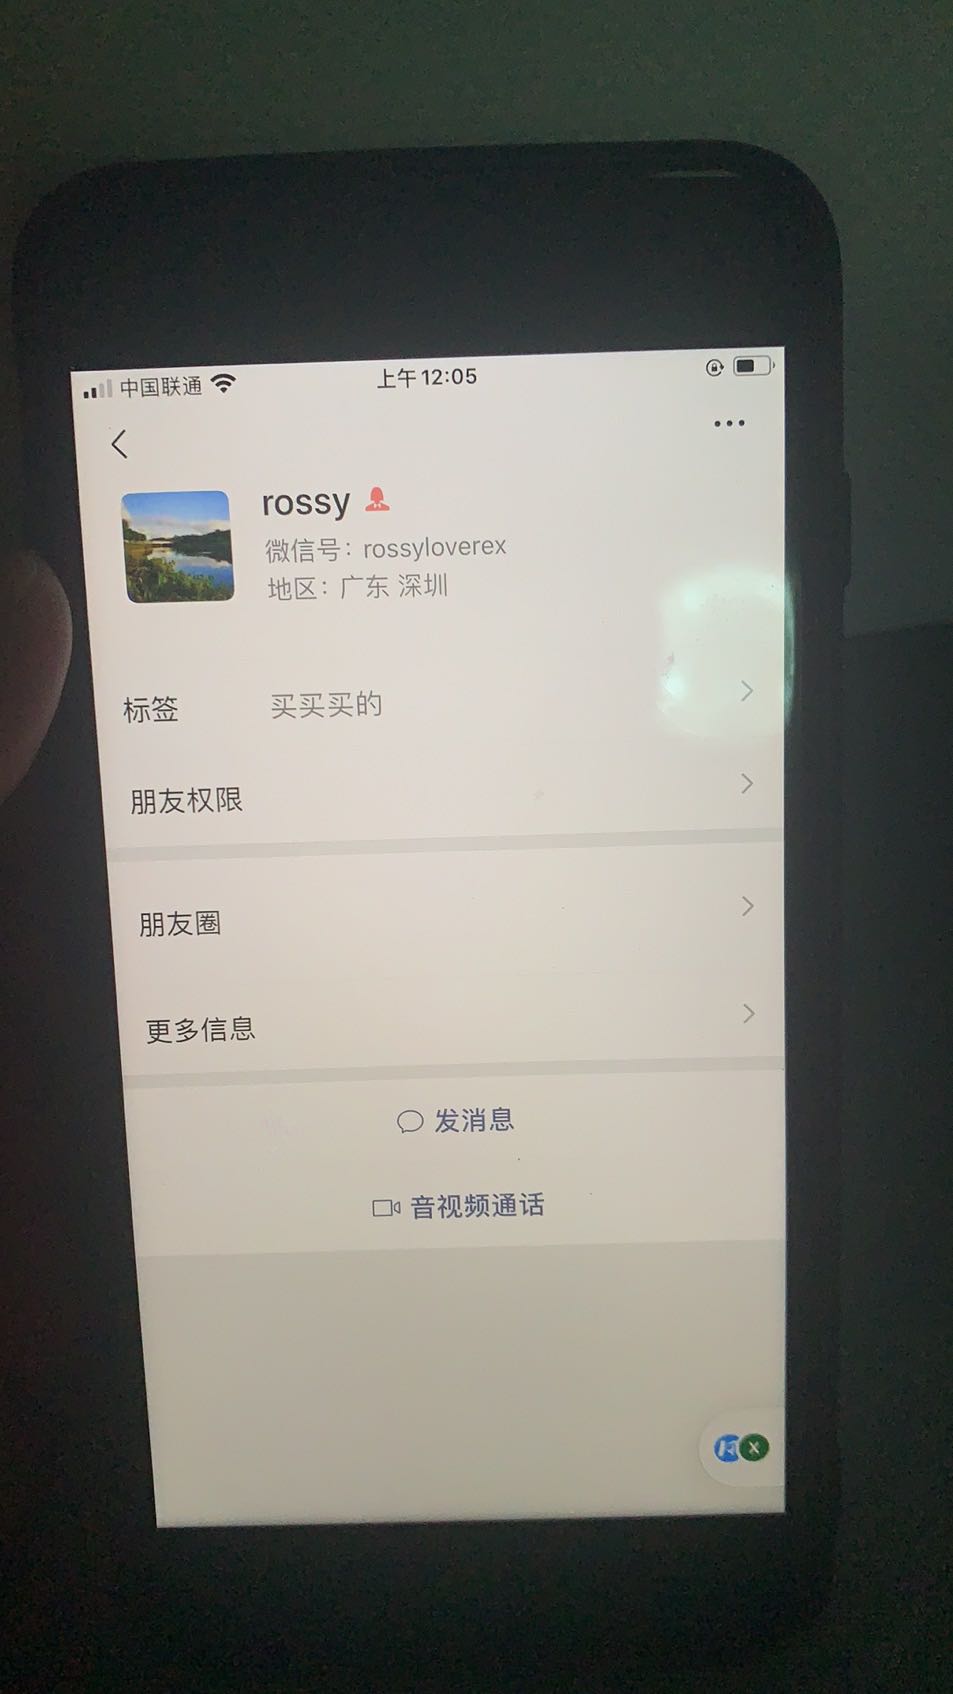 中国联通
上午12:05
rossy
微信号：rossyloverex
地区：广东 深圳
标签 买买买的
朋友权限
朋友圈
更多信息
发消息
音视频通话